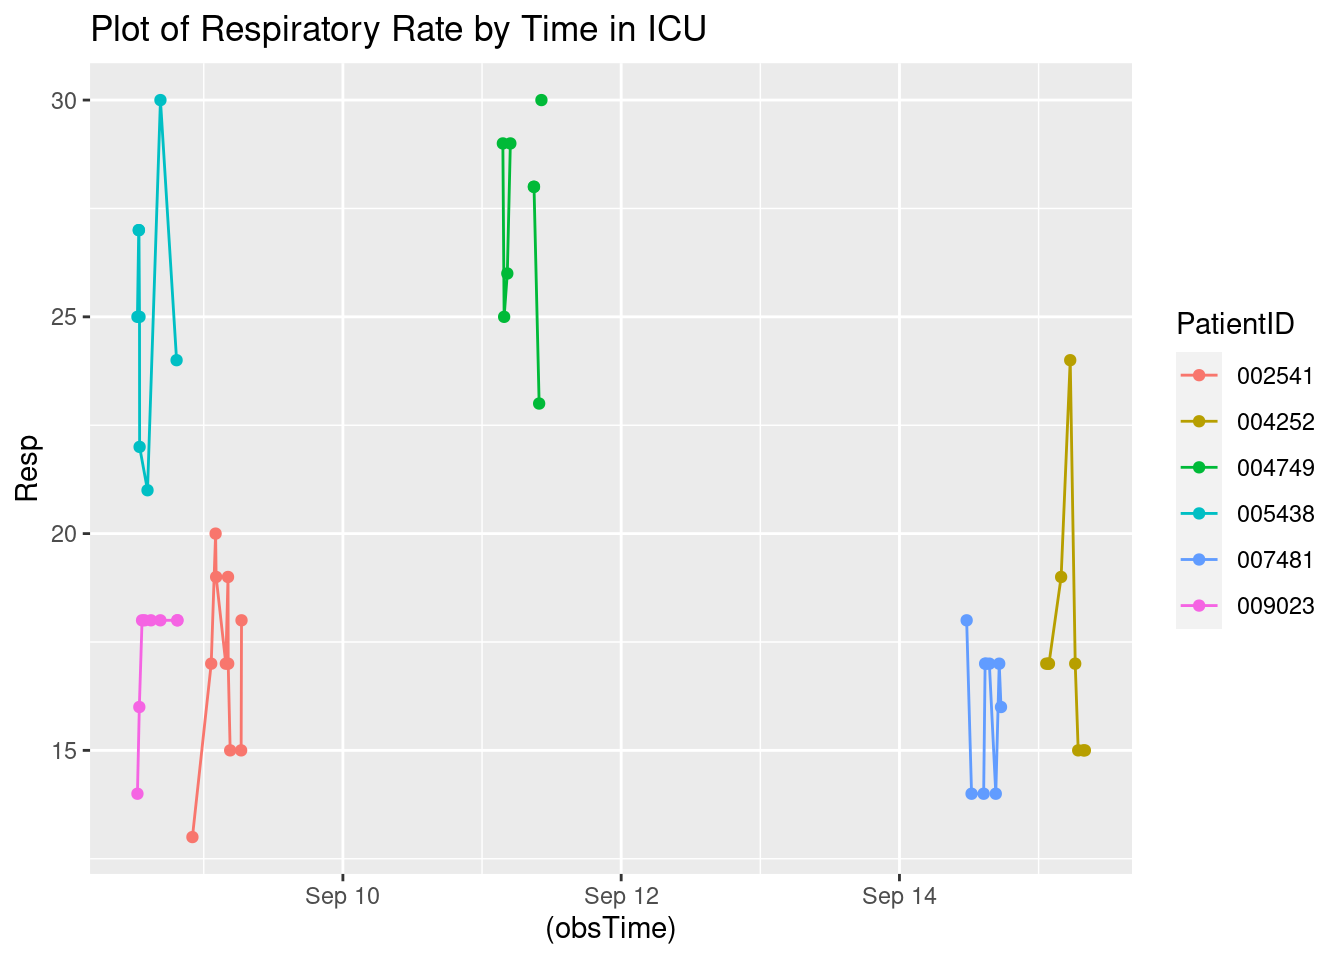 Plot of Respiratory Rate by Time in ICU
30
25
20
15
Resp
Sep 10
Sep 12
Sep 14
(obsTime)
PatientID
002541
004252
004749
005438
007481
009023